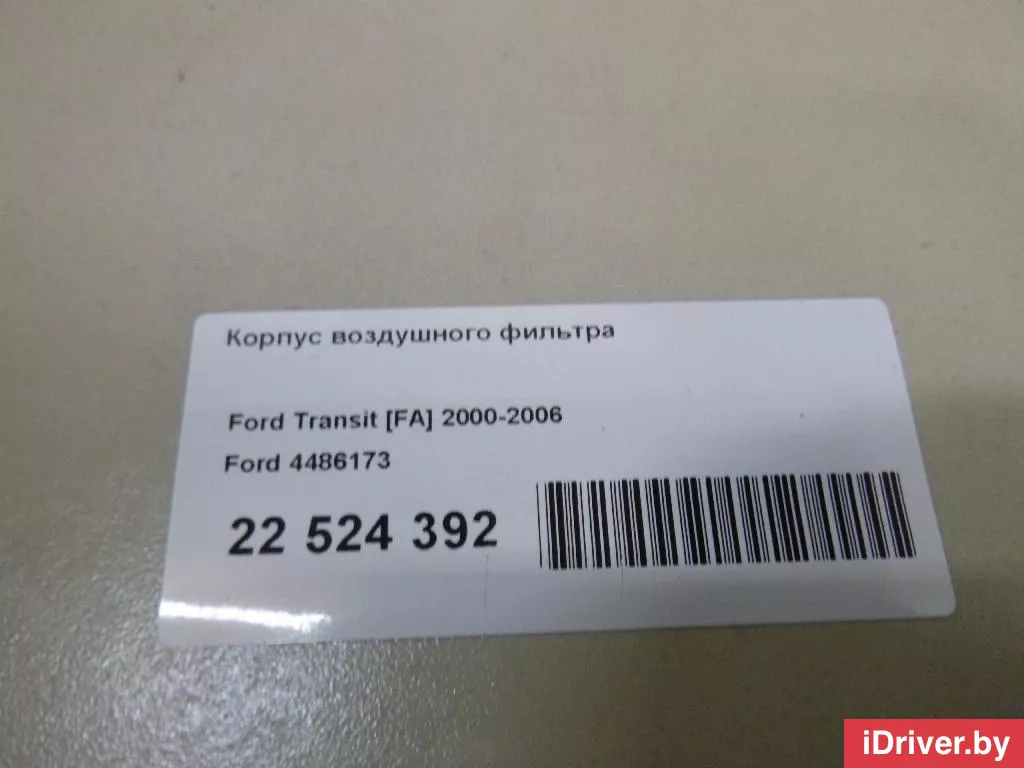 Корпус воздушного фильтра
Ford Transit [FA] 2000-2006
Ford 4486173
22 524 392
iDriver.by